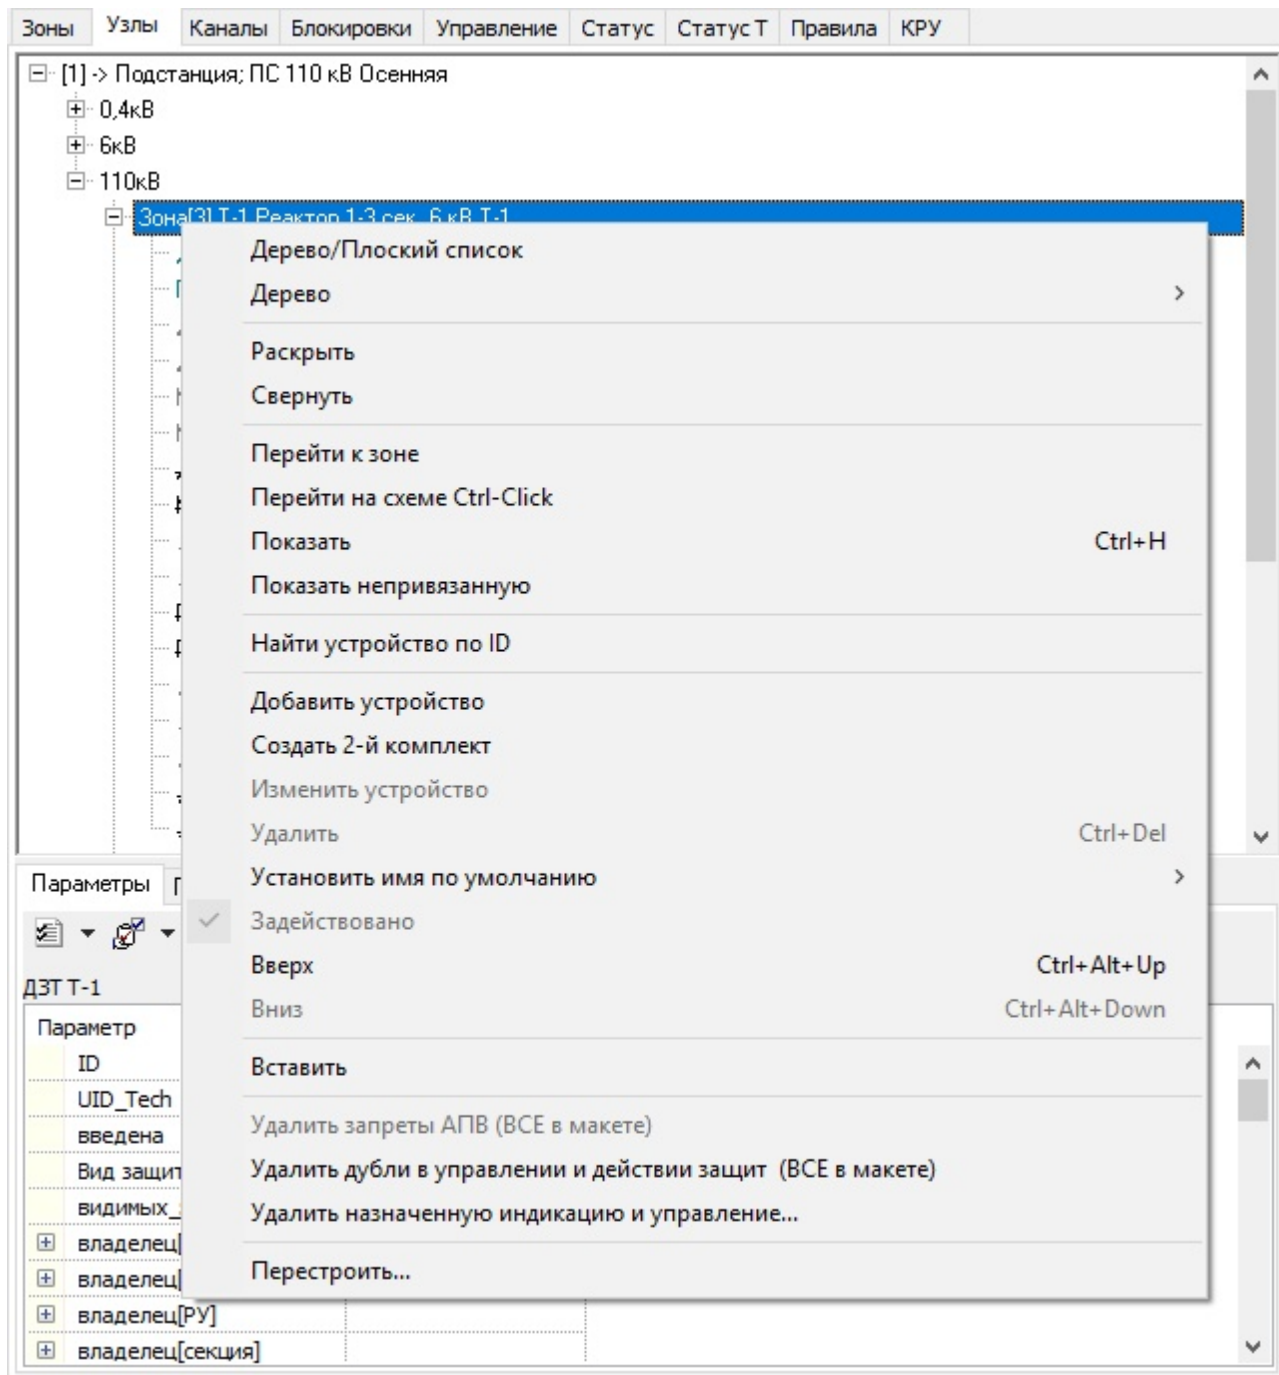 Зоны Узлы Каналы Блокировки Управление Статус Статус Т Правила КРУ
[1] -> Подстанция; ПС 110 кВ Осенняя
0,4кВ
6кВ
110кВ
Зона[3] Т-1 Реактор 1-3 сек. 6 кВ Т-1
Дерево/Плоский список
Дерево
Раскрыть
Свернуть
Перейти к зоне
Перейти на схеме Ctrl-Click
Показать Ctrl+H
Показать непривязанную
Найти устройство по ID
Добавить устройство
Создать 2-й комплект
Изменить устройство
Удалить Ctrl+Del
Установить имя по умолчанию
Задействовано
Вверх Ctrl+Alt+Up
Вниз Ctrl+Alt+Down
Вставить
Удалить запреты АПВ (ВСЕ в макете)
Удалить дубли в управлении и действии защит (ВСЕ в макете)
Удалить назначенную индикацию и управление...
Перестроить...
Параметры
ДЗТ Т-1
Параметр
ID
UID_Tech
введена
Вид защит
видимых_
владелец[
владелец[
владелец[РУ]
владелец[секция]